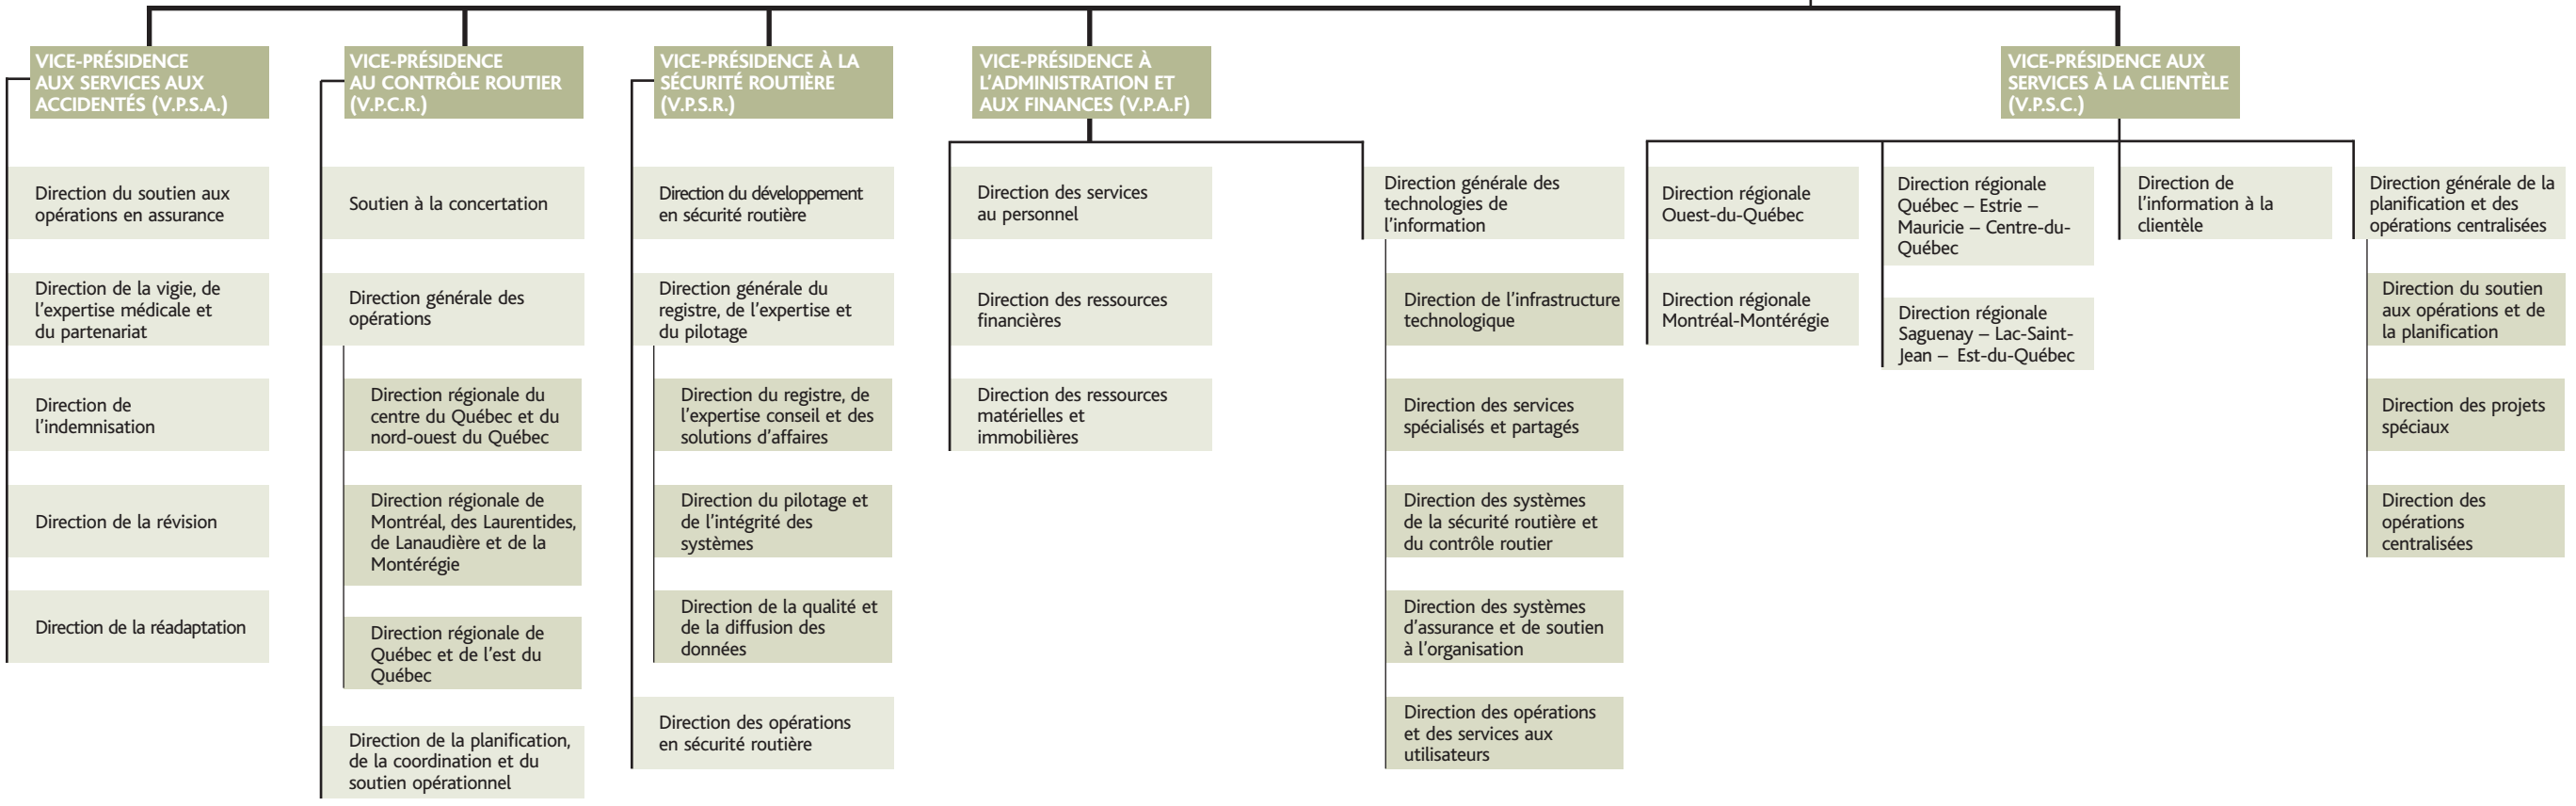 VICE-PRÉSIDENCE
AUX SERVICES AUX
ACCIDENTÉS (V.P.S.A.)
Direction du soutien aux
opérations en assurance
Direction de la vigie, de
l'expertise médicale et
du partenariat
Direction de
l'indemnisation
Direction de la révision
Direction de la réadaptation
VICE-PRÉSIDENCE
AU CONTRÔLE ROUTIER
(V.P.C.R.)
Soutien à la concertation
Direction générale des
opérations
Direction régionale du
centre du Québec et du
nord-ouest du Québec
Direction régionale de
Montréal, des Laurentides,
de Lanaudière et de la
Montérégie
Direction régionale de
Québec et de l'est du
Québec
Direction de la planification,
de la coordination et du
soutien opérationnel
VICE-PRÉSIDENCE À LA
SÉCURITÉ ROUTIÈRE
(V.P.S.R.)
Direction du développement
en sécurité routière
Direction générale du
registre, de l'expertise et
du pilotage
Direction du registre, de
l'expertise conseil et des
solutions d'affaires
Direction du pilotage et
de l'intégrité des
systèmes
Direction de la qualité et
de la diffusion des
données
Direction des opérations
en sécurité routière
VICE-PRÉSIDENCE À
L'ADMINISTRATION ET
AUX FINANCES (V.P.A.F)
Direction des services
au personnel
Direction des ressources
financières
Direction des ressources
matérielles et
immobilières
Direction générale des
technologies de
l'information
Direction de l'infrastructure
technologique
Direction des services
spécialisés et partagés
Direction des systèmes
de la sécurité routière et
du contrôle routier
Direction des systèmes
d'assurance et de soutien
à l'organisation
Direction des opérations
et des services aux
utilisateurs
VICE-PRÉSIDENCE AUX
SERVICES À LA CLIENTÈLE
(V.P.S.C.)
Direction régionale
Ouest-du-Québec
Direction régionale
Montréal-Montérégie
Direction régionale
Québec – Estrie –
Mauricie – Centre-du-
Québec
Direction régionale
Saguenay – Lac-Saint-
Jean – Est-du-Québec
Direction de
l'information à la
clientèle
Direction générale de la
planification et des
opérations centralisées
Direction du soutien
aux opérations et de
la planification
Direction des projets
spéciaux
Direction des
opérations
centralisées